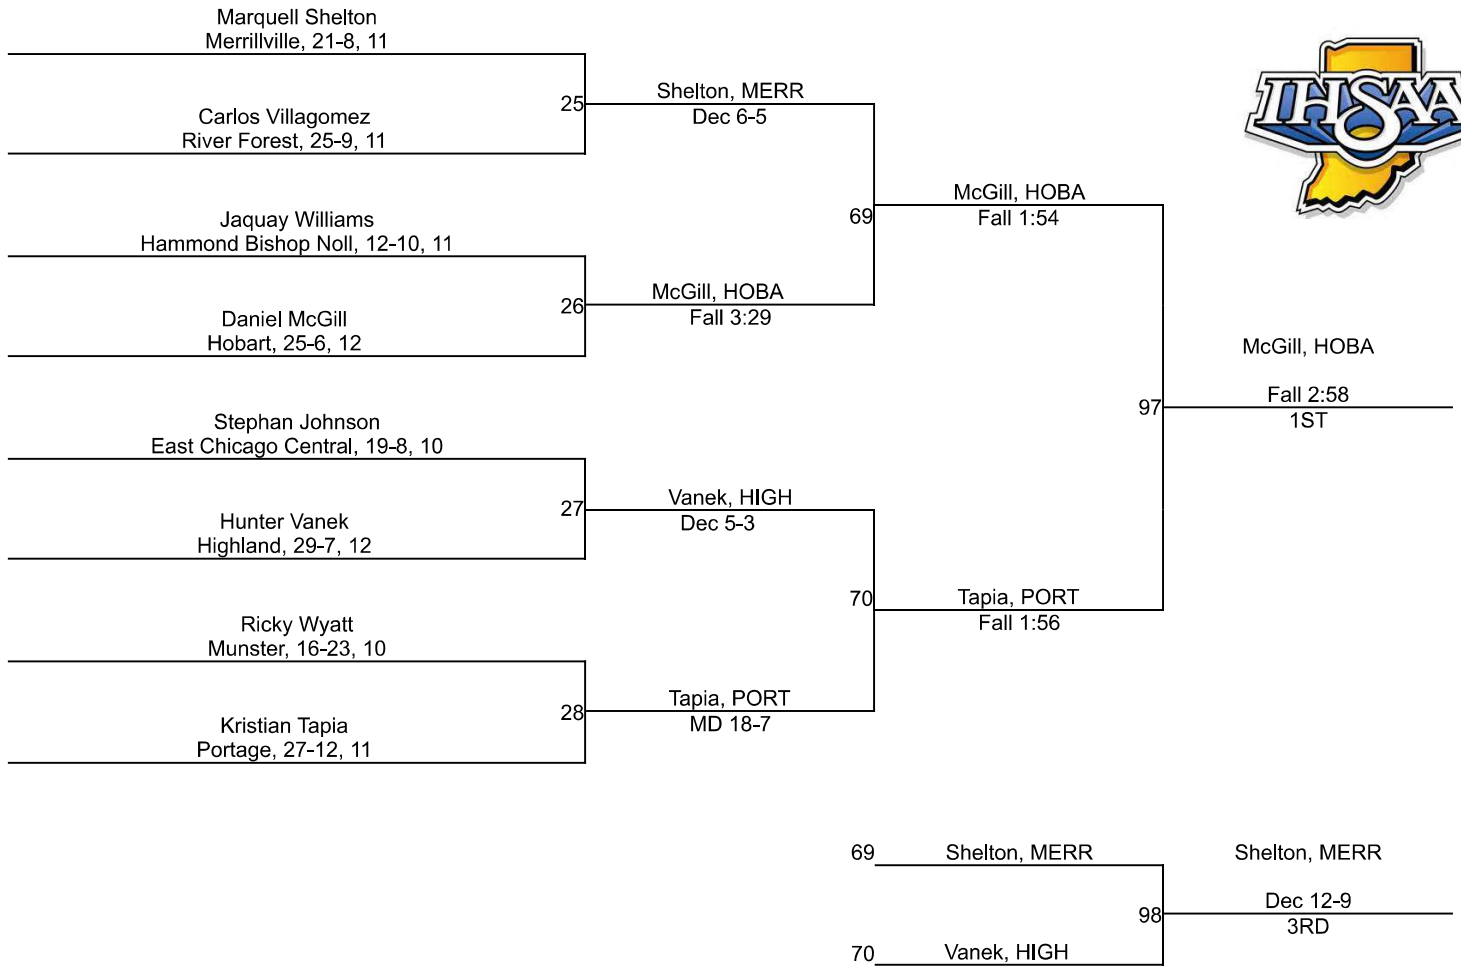 Marquell Shelton
Merrillville, 21-8, 11
25
Shelton, MERR
Dec 6-5
Carlos Villagomez
River Forest, 25-9, 11
IHSAA
69
McGill, HOBA
Fall 1:54
Jaquay Williams
Hammond Bishop Noll, 12-10, 11
26
McGill, HOBA
Fall 3:29
Daniel McGill
Hobart, 25-6, 12
97
McGill, HOBA
Fall 2:58
1ST
Stephan Johnson
East Chicago Central, 19-8, 10
27
Vanek, HIGH
Dec 5-3
Hunter Vanek
Highland, 29-7, 12
70
Tapia, PORT
Fall 1:56
Ricky Wyatt
Munster, 16-23, 10
28
Tapia, PORT
MD 18-7
Kristian Tapia
Portage, 27-12, 11
69
Shelton, MERR
98
Shelton, MERR
Dec 12-9
3RD
70
Vanek, HIGH